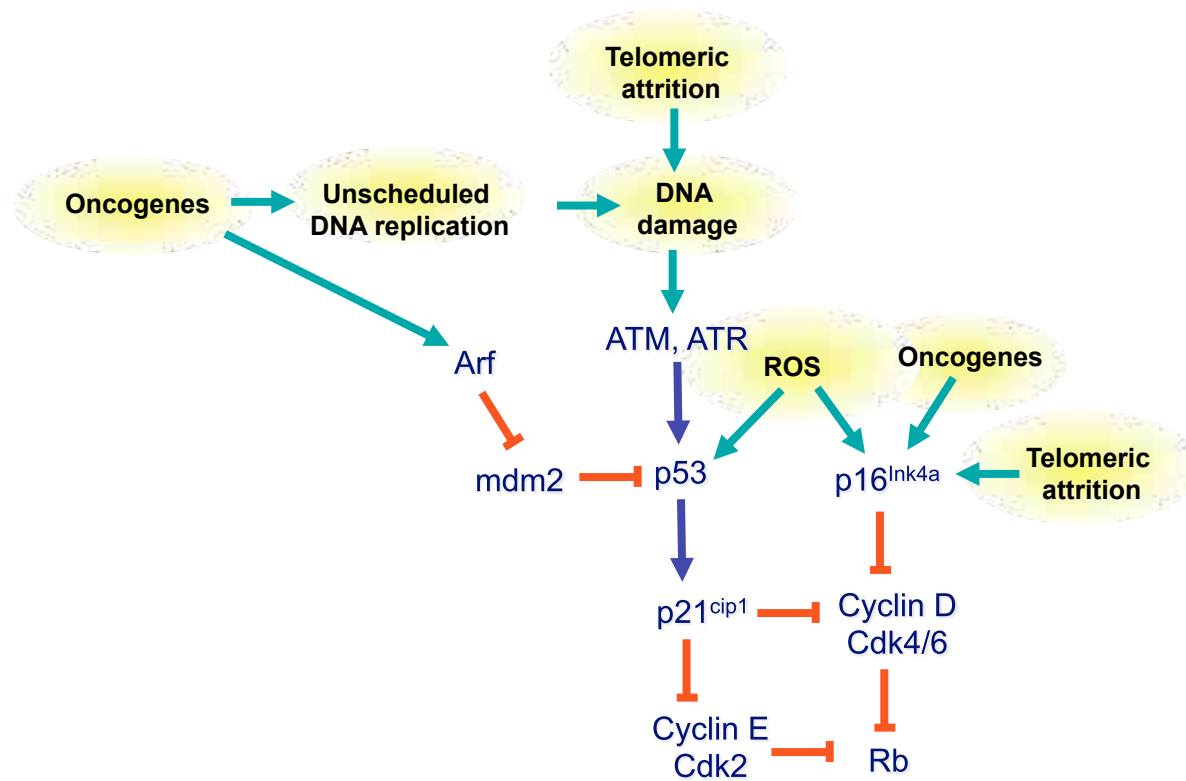 Telomeric
attrition
Oncogenes
Unscheduled
DNA replication
DNA
damage
ATM, ATR
Arf
ROS
Oncogenes
mdm2
p53
p16Ink4a
Telomeric
attrition
p21cip1
Cyclin D
Cdk4/6
Cyclin E
Cdk2
Rb